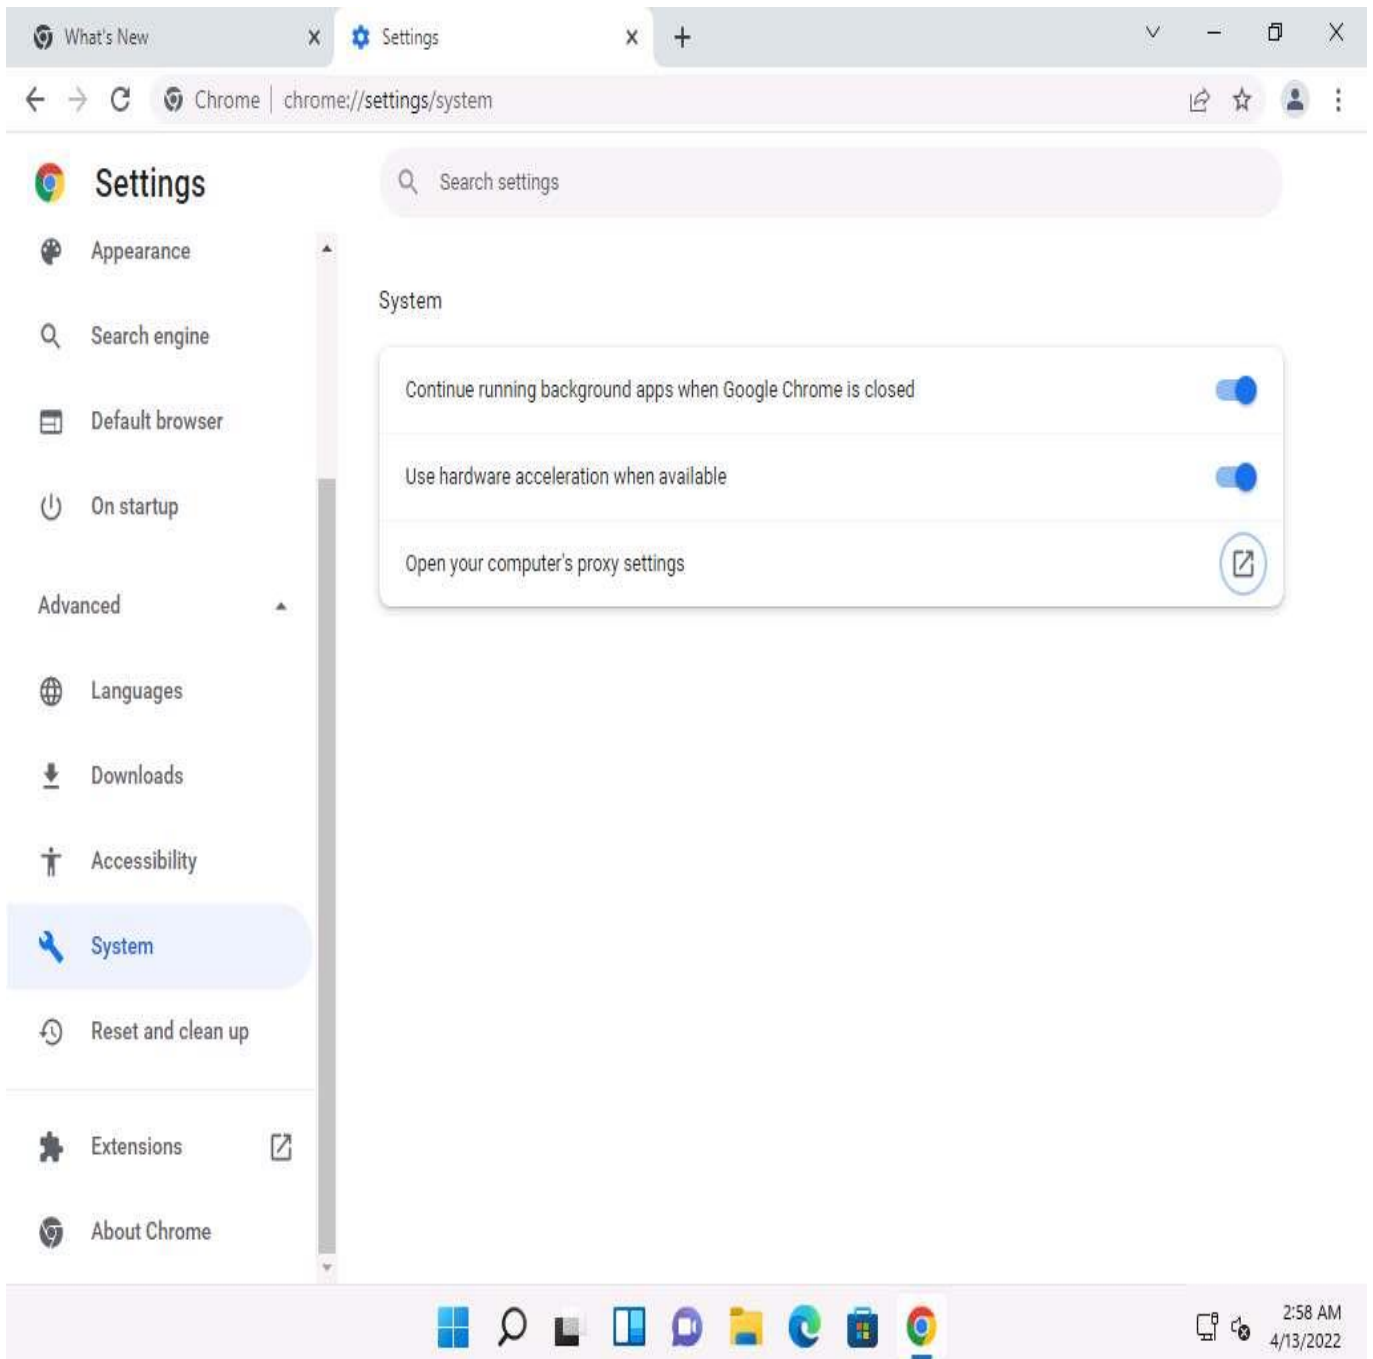 What's New
Settings
Chrome | chrome://settings/system
Settings
Search settings
Appearance
Search engine
Default browser
On startup
Advanced
Languages
Downloads
Accessibility
System
Reset and clean up
Extensions
About Chrome
System
Continue running background apps when Google Chrome is closed
Use hardware acceleration when available
Open your computer's proxy settings
2:58 AM
4/13/2022